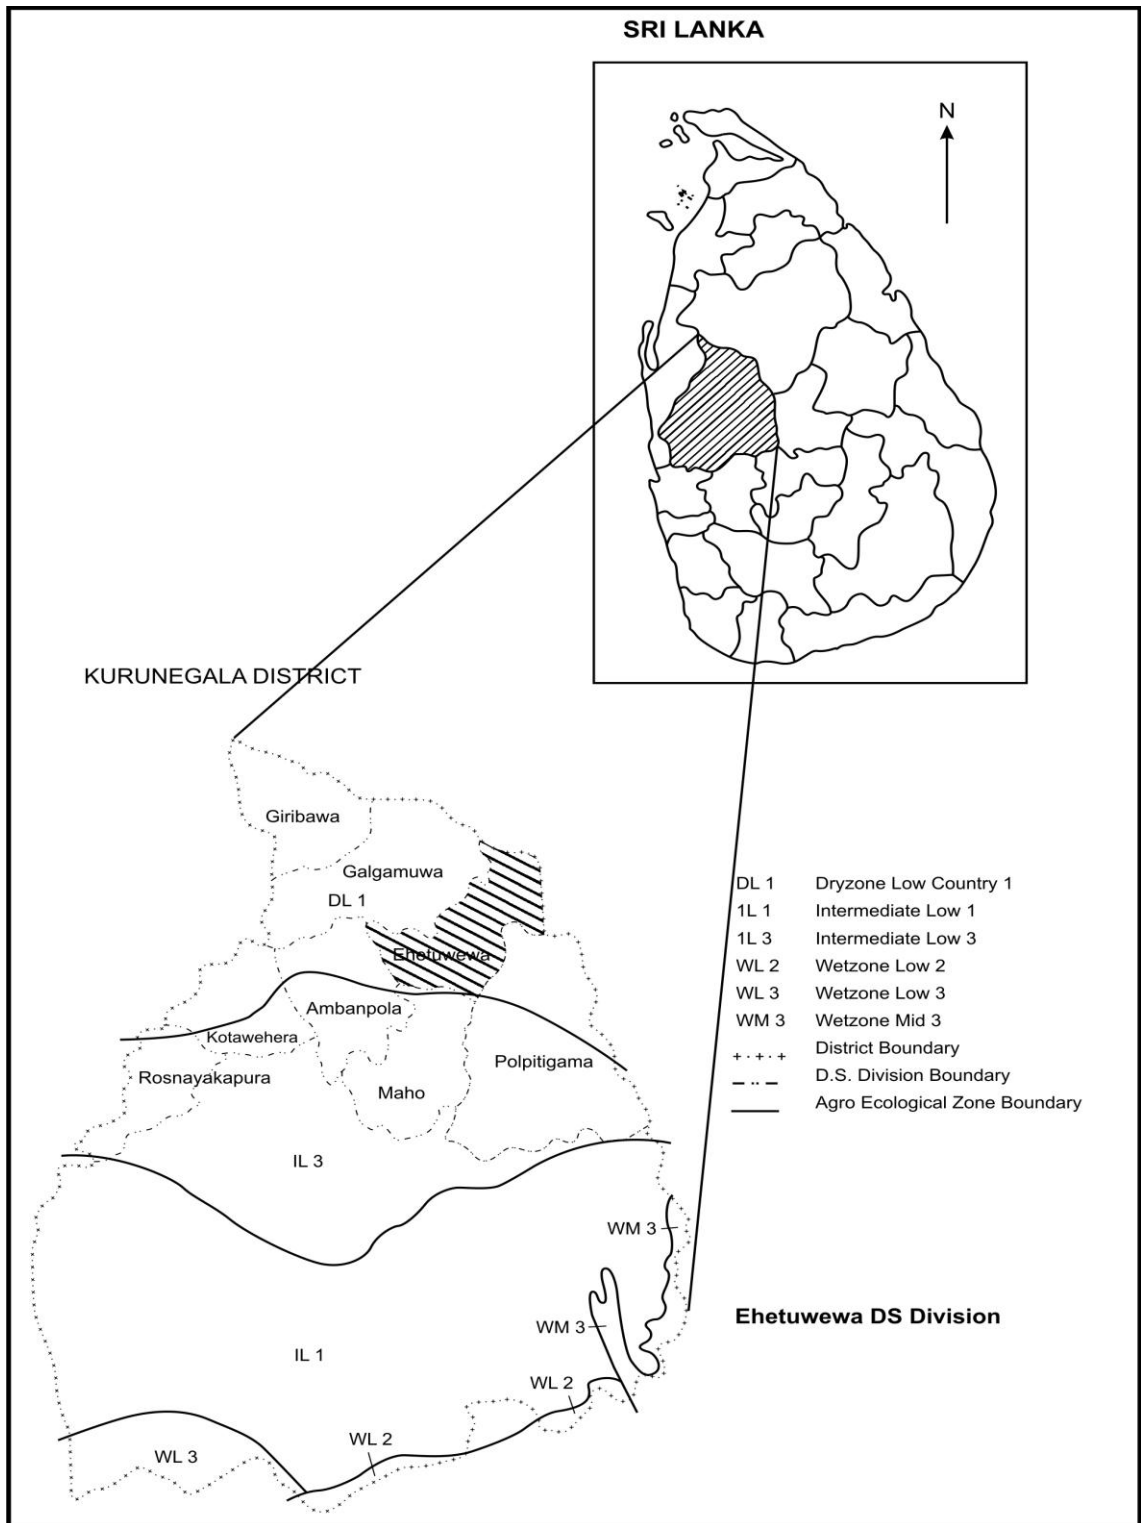 SRI LANKA
N
KURUNEGALA DISTRICT
Giribawa
Galgamuwa
DL 1
Ehetuwewa
Ambanpola
Kotawehera
Rosnayakapura
Maho
Polpitigama
IL 3
WM 3
WM 3
IL 1
WL 2
WL 2
WL 3
DL 1 Dryzone Low Country 1
1L 1 Intermediate Low 1
1L 3 Intermediate Low 3
WL 2 Wetzone Low 2
WL 3 Wetzone Low 3
WM 3 Wetzone Mid 3
District Boundary
D.S. Division Boundary
Agro Ecological Zone Boundary
Ehetuwewa DS Division